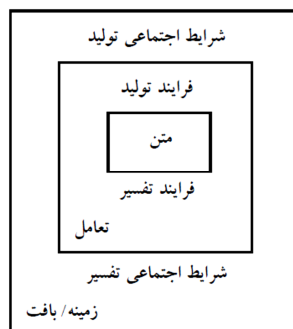 شرایط اجتماعی تولید
فرایند تولید
متن
فرایند تفسیر
تعامل
شرایط اجتماعی تفسیر
زمینه/ بافت